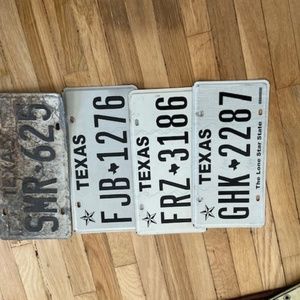 SMR·625
TEXAS
FJB 1276
TEXAS
FRZ 3186
TEXAS
GHK 2287
The Lone Star State